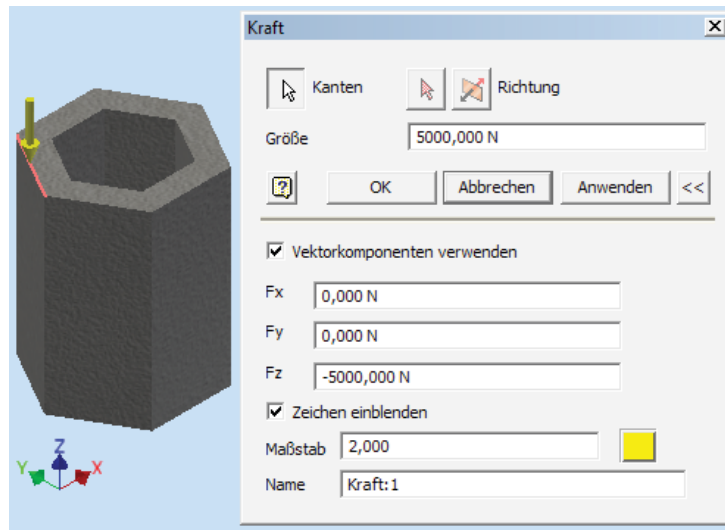 Kraft
Kanten
Richtung
Größe 5000,000 N
OK Abbrechen Anwenden <<
Vektorkomponenten verwenden
Fx 0,000 N
Fy 0,000 N
Fz -5000,000 N
Zeichen einblenden
Maßstab 2,000
Name Kraft:1
Z
Y X